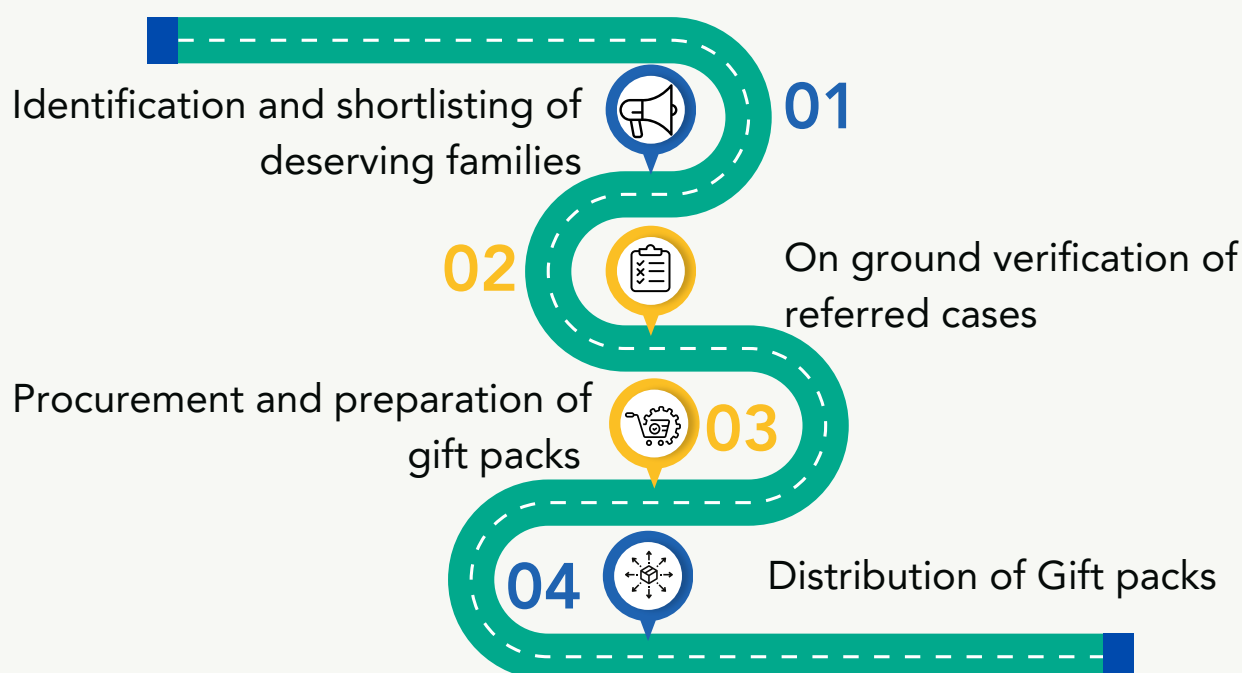 Identification and shortlisting of
deserving families
01
02
On ground verification of
referred cases
Procurement and preparation of
gift packs
03
04
Distribution of Gift packs